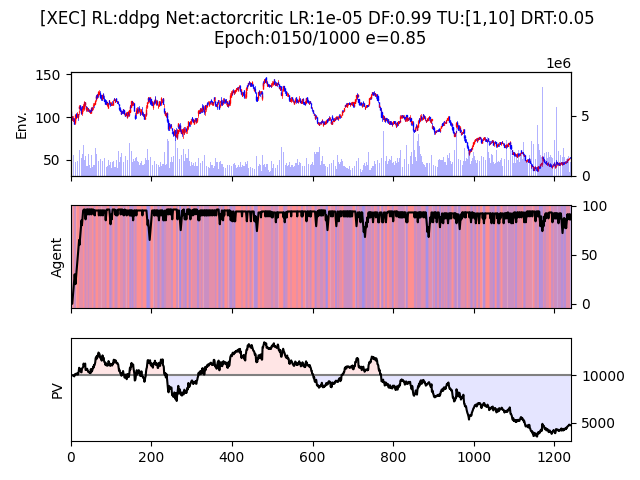 [XEC] RL:ddpg Net:actorcritic LR:1e-05 DF:0.99 TU:[1,10] DRT:0.05
Epoch:0150/1000 e=0.85
1e6
150
100
50
Env.
5
0
Agent
100
50
0
PV
10000
5000
0 200 400 600 800 1000 1200